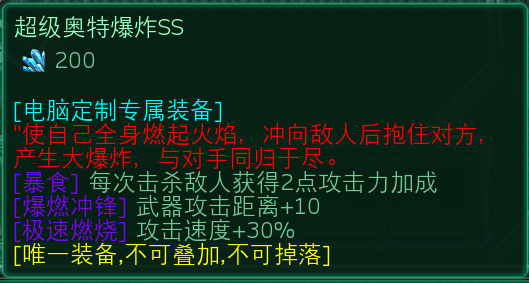 超级奥特爆炸SS
200
[电脑定制专属装备]
"使自己全身燃起火焰，冲向敌人后抱住对方，
产生大爆炸，与对手同归于尽。
[暴食] 每次击杀敌人获得2点攻击力加成
[爆燃冲锋] 武器攻击距离+10
[极速燃烧] 攻击速度+30%
[唯一装备,不可叠加,不可掉落]